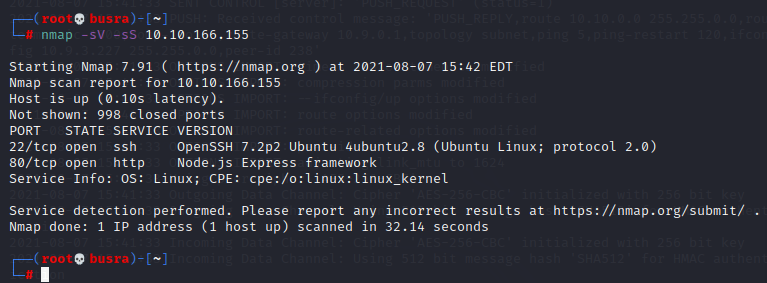 (root💀busra)-[~]
# nmap -sV -sS 10.10.166.155
Starting Nmap 7.91 ( https://nmap.org ) at 2021-08-07 15:42 EDT
Nmap scan report for 10.10.166.155
Host is up (0.10s latency).
Not shown: 998 closed ports
PORT   STATE SERVICE VERSION
22/tcp open  ssh     OpenSSH 7.2p2 Ubuntu 4ubuntu2.8 (Ubuntu Linux; protocol 2.0)
80/tcp open  http    Node.js Express framework
Service Info: OS: Linux; CPE: cpe:/o:linux:linux_kernel
Service detection performed. Please report any incorrect results at https://nmap.org/submit/ .
Nmap done: 1 IP address (1 host up) scanned in 32.14 seconds
(root💀busra)-[~]
#